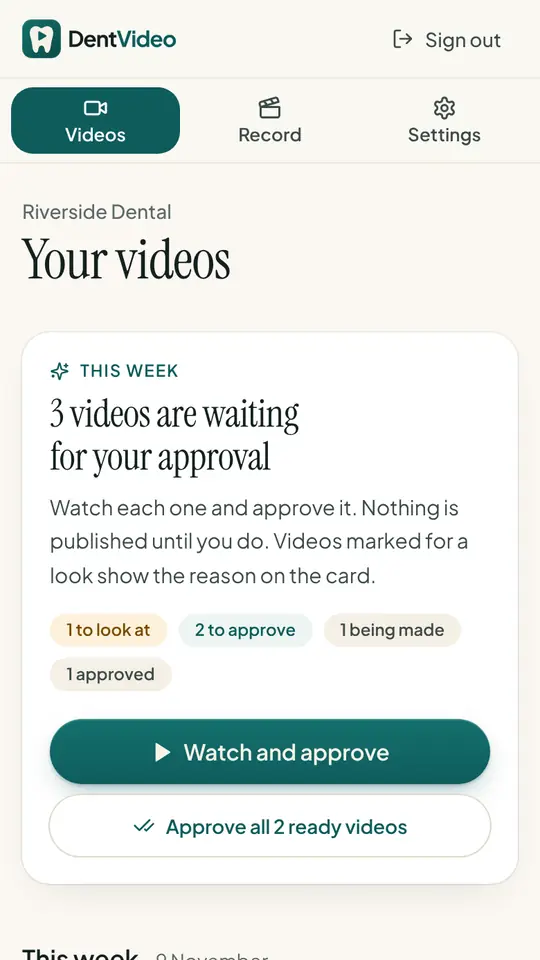 DentVideo
Sign out
Videos
Record
Settings
Riverside Dental
Your videos
THIS WEEK
3 videos are waiting
for your approval
Watch each one and approve it. Nothing is
published until you do. Videos marked for a
look show the reason on the card.
1 to look at
2 to approve
1 being made
1 approved
Watch and approve
Approve all 2 ready videos
This week
9 November